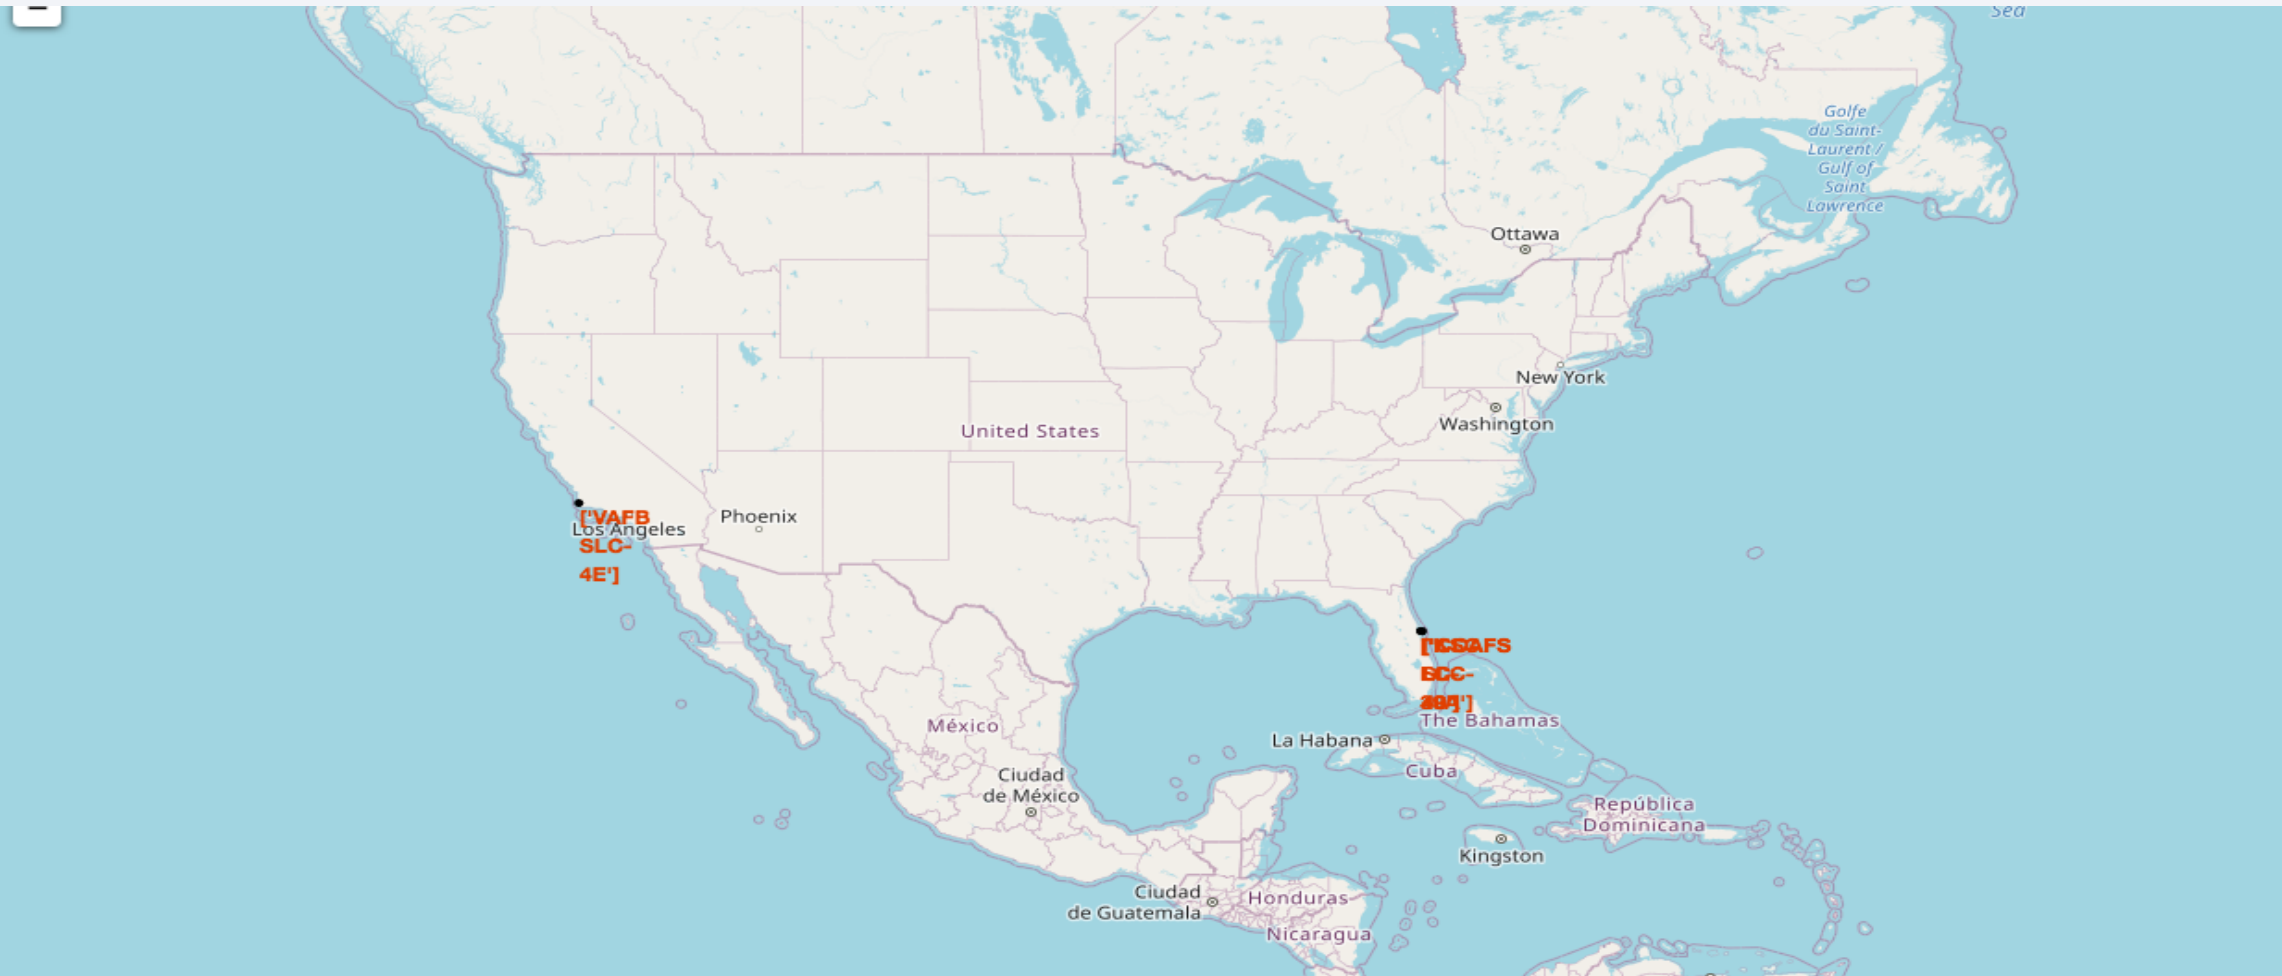 Sea
Golfe
du Saint-
Laurent /
Gulf of
Saint
Lawrence
Ottawa
New York
Washington
United States
Phoenix
['VAFB
Los Angeles
SLC-
4E']
The Bahamas
La Habana
Cuba
México
Ciudad
de México
República
Dominicana
Kingston
Ciudad
de Guatemala
Honduras
Nicaragua